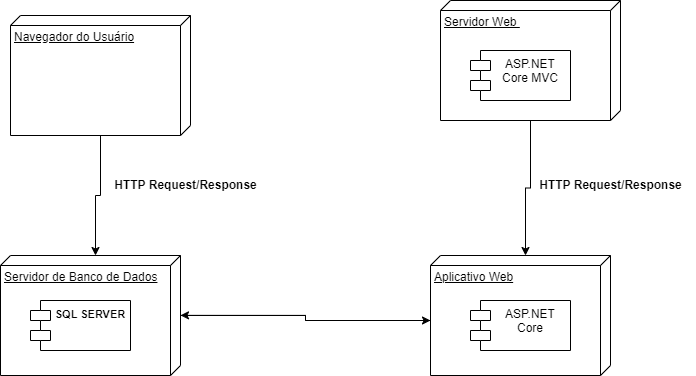 Navegador do Usuário
Servidor Web
ASP.NET
Core MVC
HTTP Request/Response
HTTP Request/Response
Servidor de Banco de Dados
SQL SERVER
Aplicativo Web
ASP.NET
Core